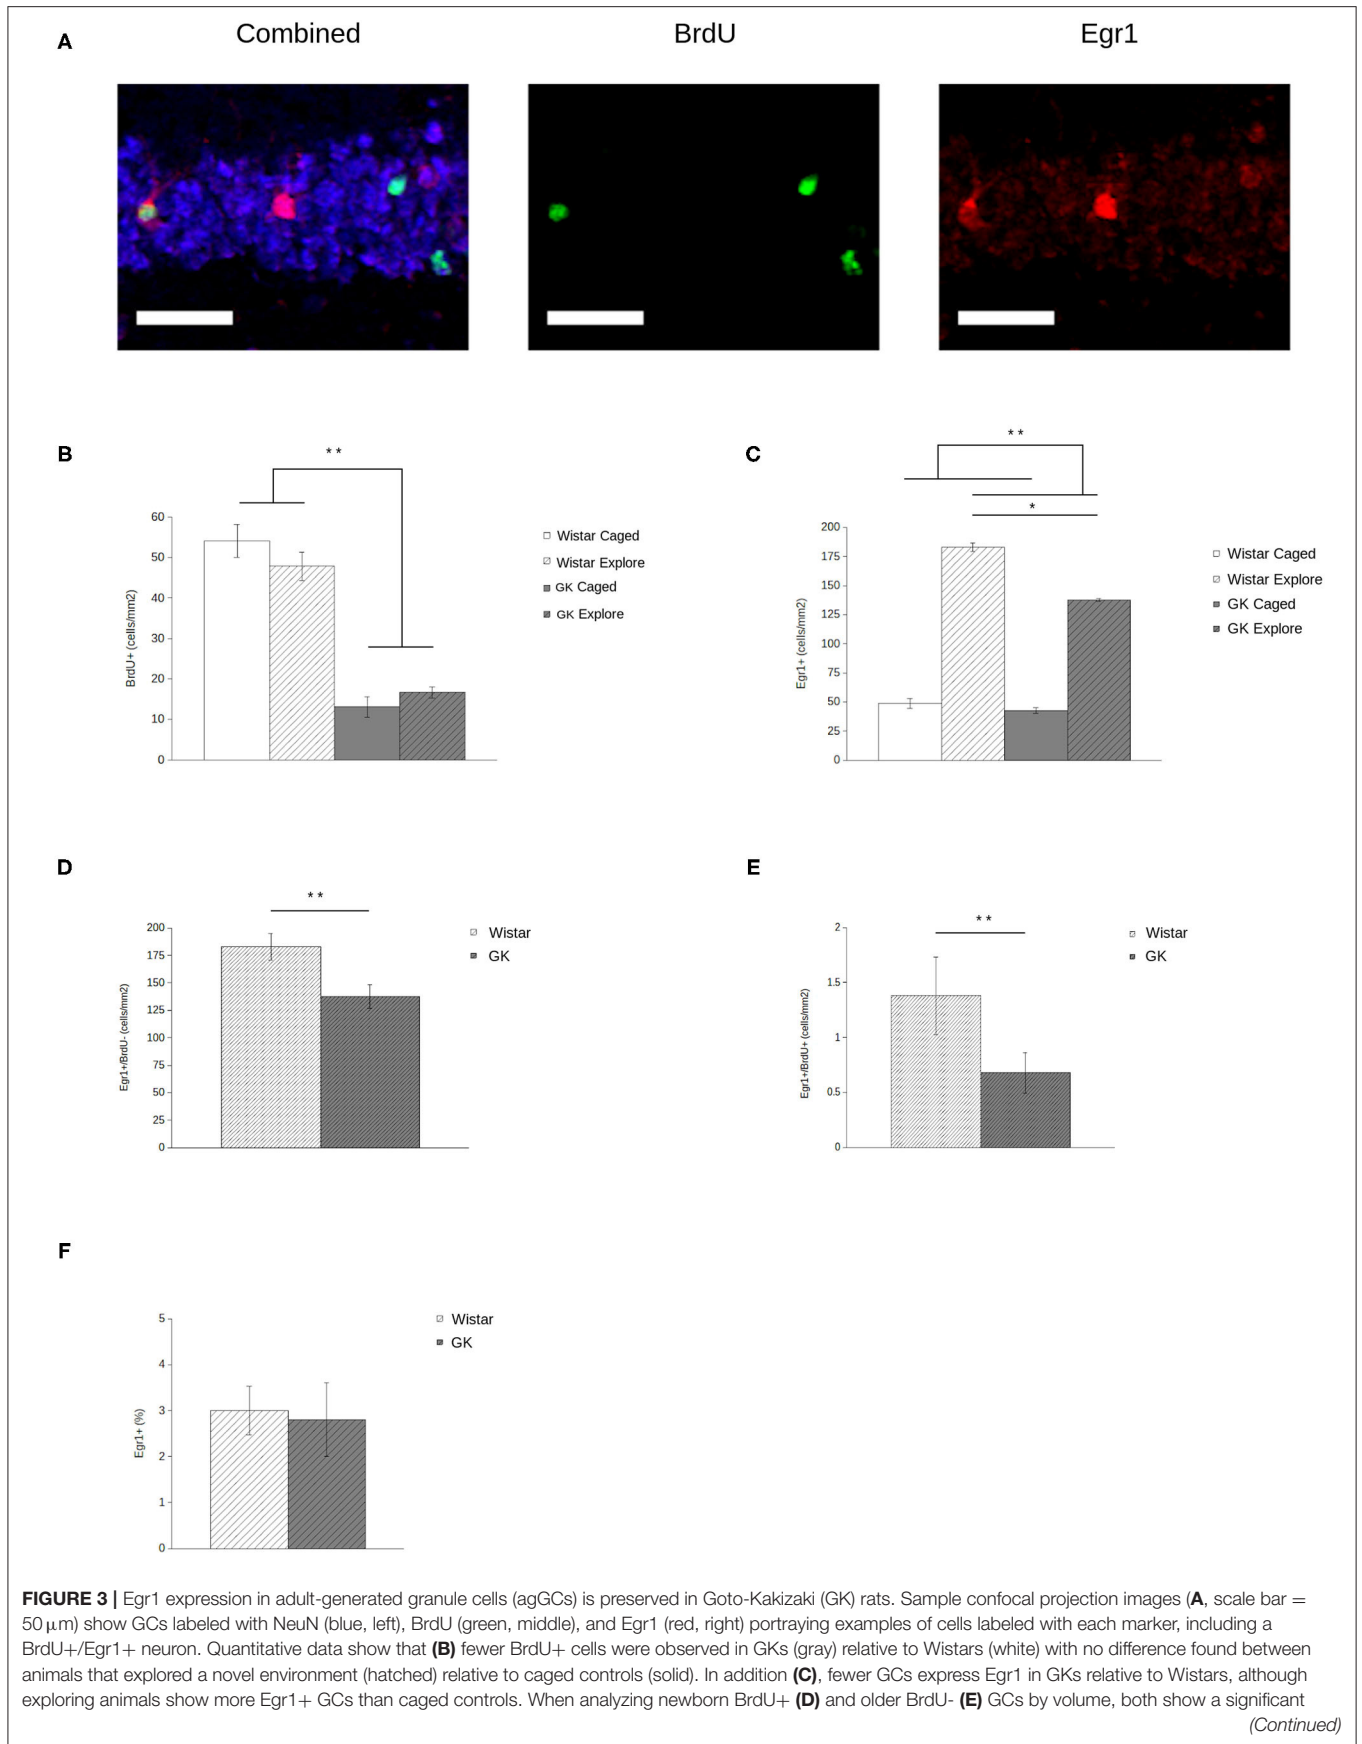 A
Combined
BrdU
Egr1
B
**
60
50
40
30
20
10
0
BrdU+ (cells/mm2)
Wistar Caged
Wistar Explore
GK Caged
GK Explore
C
**
*
200
175
150
125
100
75
50
25
0
Egr1+ (cells/mm2)
Wistar Caged
Wistar Explore
GK Caged
GK Explore
D
**
200
175
150
125
100
75
50
25
0
Egr1+/BrdU- (cells/mm2)
Wistar
GK
E
**
2
1.5
1
0.5
0
Egr1+/BrdU+ (cells/mm2)
Wistar
GK
F
5
4
3
2
1
0
Egr1+ (%)
Wistar
GK
FIGURE 3 | Egr1 expression in adult-generated granule cells (agGCs) is preserved in Goto-Kakizaki (GK) rats. Sample confocal projection images (A, scale bar =
50 μm) show GCs labeled with NeuN (blue, left), BrdU (green, middle), and Egr1 (red, right) portraying examples of cells labeled with each marker, including a
BrdU+/Egr1+ neuron. Quantitative data show that (B) fewer BrdU+ cells were observed in GKs (gray) relative to Wistars (white) with no difference found between
animals that explored a novel environment (hatched) relative to caged controls (solid). In addition (C), fewer GCs express Egr1 in GKs relative to Wistars, although
exploring animals show more Egr1+ GCs than caged controls. When analyzing newborn BrdU+ (D) and older BrdU- (E) GCs by volume, both show a significant
(Continued)